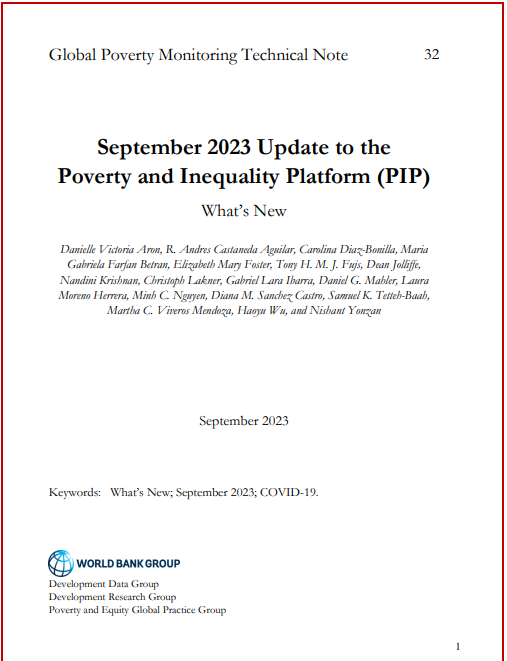 Global Poverty Monitoring Technical Note 32
September 2023 Update to the
Poverty and Inequality Platform (PIP)
What's New
Danielle Victoria Aron, R. Andres Castaneda Aguilar, Carolina Diaz-Bonilla, Maria
Gabriela Farfan Betran, Elizabeth Mary Foster, Tony H. M. J. Fujs, Dean Jolliffe,
Nandini Krishnan, Christoph Lakner, Gabriel Lara Ibarra, Daniel G. Mahler, Laura
Moreno Herrera, Minh C. Nguyen, Diana M. Sanchez Castro, Samuel K. Tetteh-Baah,
Martha C. Viveros Mendoza, Haoyu Wu, and Nishant Yonzan
September 2023
Keywords: What's New; September 2023; COVID-19.
WORLD BANK GROUP
Development Data Group
Development Research Group
Poverty and Equity Global Practice Group
1